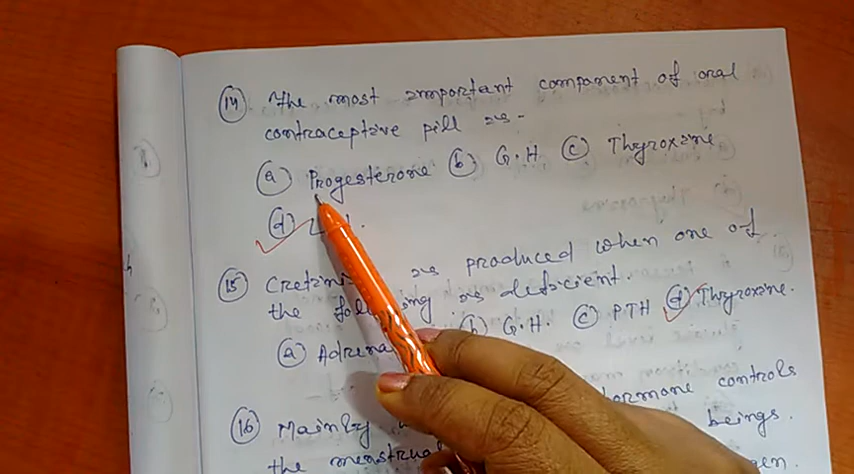 (14) The most important component of oral
contraceptive pill is -
(a) Progesterone (b) G.H (c) Thyroxine
(d)
(15) is produced when one of
the following is deficient.
(a) (b) G.H. (c) PTH (d) Thyroxine.
(16) Mainly hormone controls
the beings.